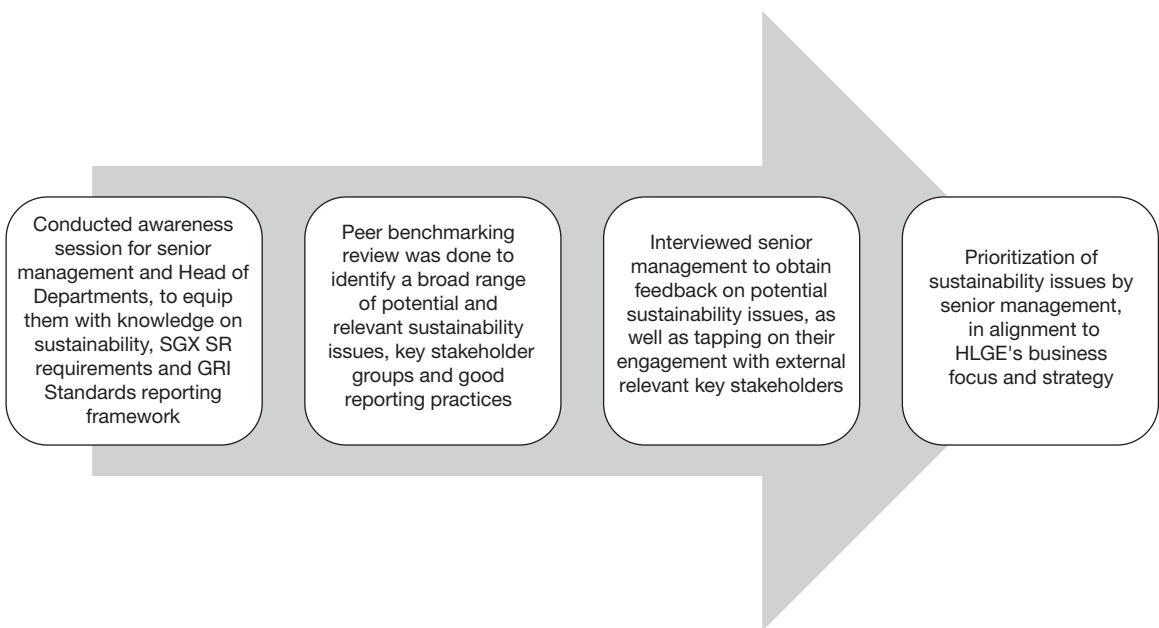 Conducted awareness
session for senior
management and Head of
Departments, to equip
them with knowledge on
sustainability, SGX SR
requirements and GRI
Standards reporting
framework
Peer benchmarking
review was done to
identify a broad range
of potential and
relevant sustainability
issues, key stakeholder
groups and good
reporting practices
Interviewed senior
management to obtain
feedback on potential
sustainability issues, as
well as tapping on their
engagement with external
relevant key stakeholders
Prioritization of
sustainability issues by
senior management,
in alignment to
HLGE's business
focus and strategy